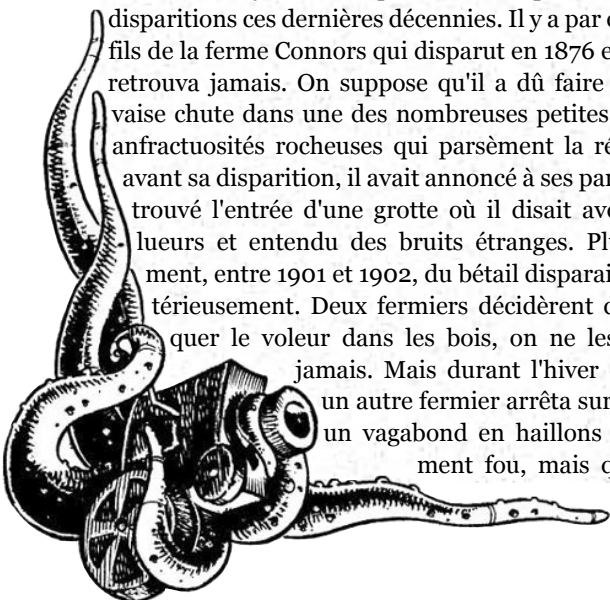 disparitions ces dernières décennies. Il y a par
fils de la ferme Connors qui disparut en 1876
retrouva jamais. On suppose qu'il a dû faire
vaise chute dans une des nombreuses petites
anfractuosités rocheuses qui parsèment la ré
avant sa disparition, il avait annoncé à ses par
trouvé l'entrée d'une grotte où il disait av
lueurs et entendu des bruits étranges. Pl
ment, entre 1901 et 1902, du bétail disparai
térieusement. Deux fermiers décidèrent
quer le voleur dans les bois, on ne les
jamais. Mais durant l'hiver
un autre fermier arrêta sur
un vagabond en haillons
ment fou, mais